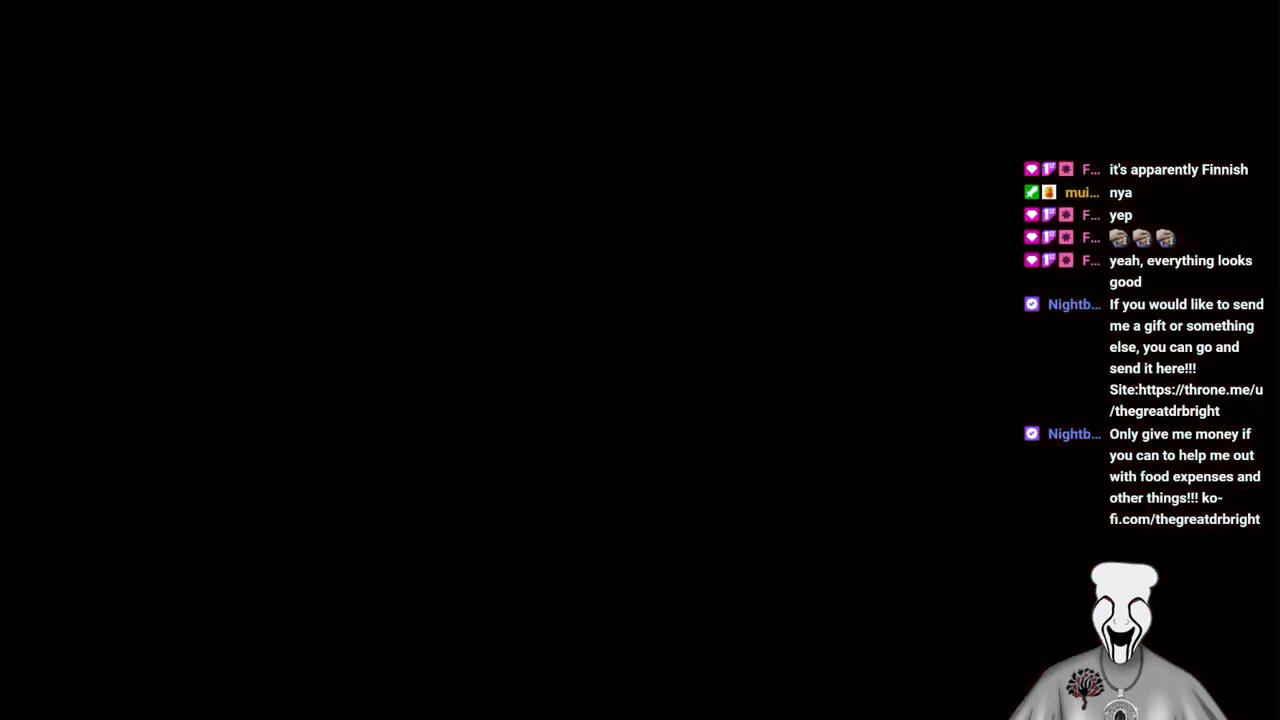 F... it's apparently Finnish
mui... nya
F... yep
F...
F... yeah, everything looks
good
Nightb... If you would like to send
me a gift or something
else, you can go and
send it here!!!
Site:https://throne.me/u
/thegreatdrbright
Nightb... Only give me money if
you can to help me out
with food expenses and
other things!!! ko-
fi.com/thegreatdrbright